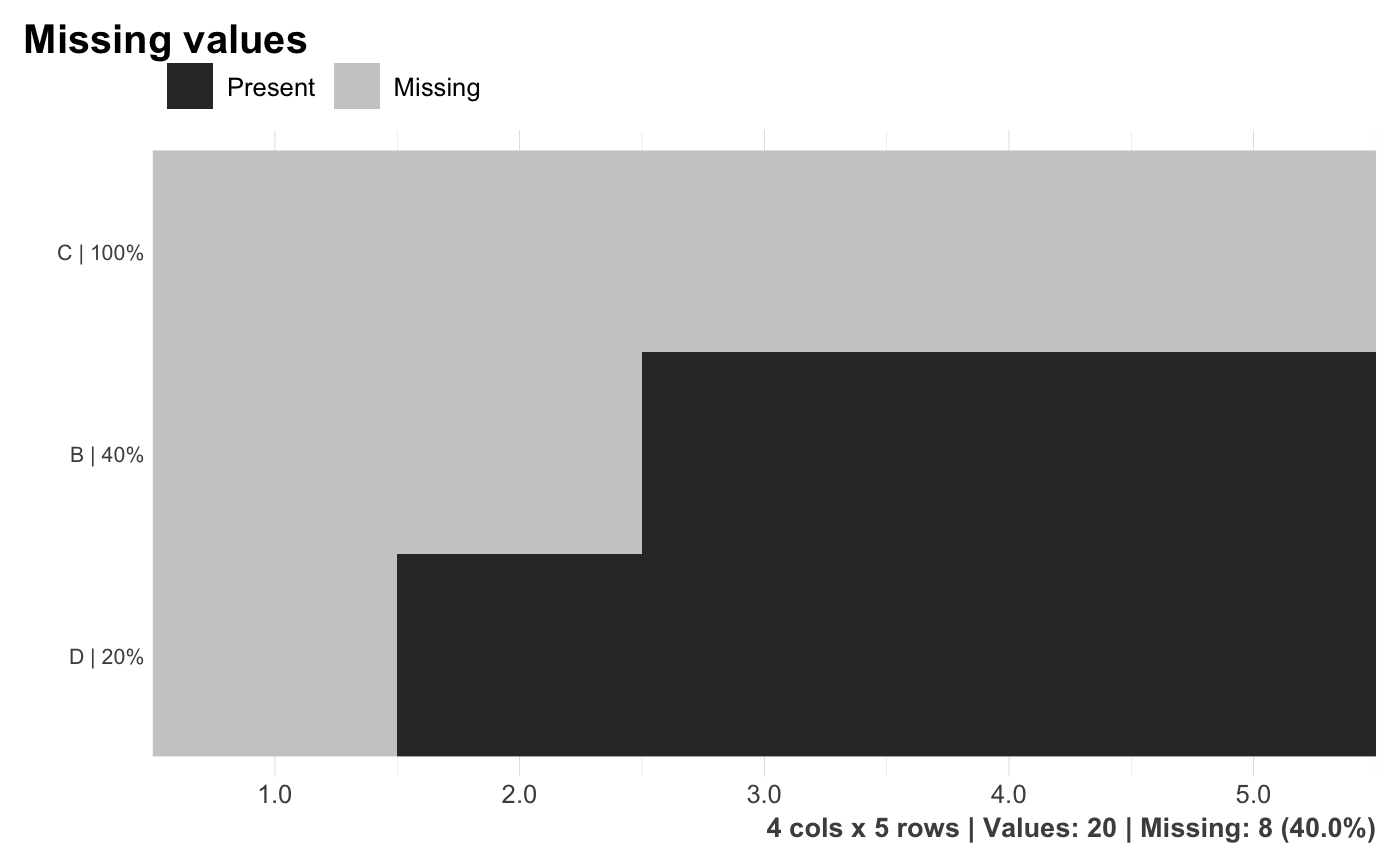 Missing values
Present Missing
C | 100%
B | 40%
D | 20%
1.0 2.0 3.0 4.0 5.0
4 cols x 5 rows | Values: 20 | Missing: 8 (40.0%)